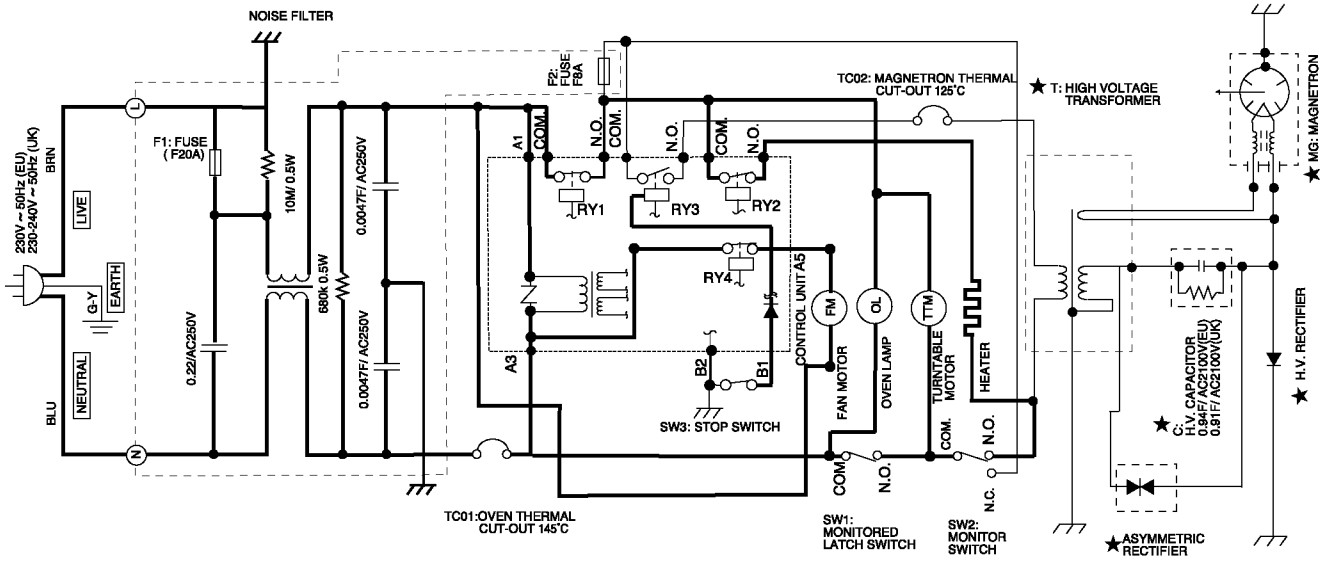 NOISE FILTER
F2:
FUSE
F8A
TC02: MAGNETRON THERMAL
CUT-OUT 125˚C
★ T: HIGH VOLTAGE
TRANSFORMER
★ MG: MAGNETRON
230V ~ 50Hz (EU)
230-240V ~ 50Hz (UK)
BRN
L
F1: FUSE
( F20A)
10M/ 0.5W
0.0047F/ AC250V
A1
COM.
N.O.
COM.
N.O.
COM.
N.O.
RY1
RY3
RY2
LIVE
G-Y
EARTH
680k 0.5W
RY4
CONTROL UNIT A5
FM
OL
TTM
0.22/AC250V
0.0047F/ AC250V
NEUTRAL
BLU
N
A3
B2
B1
SW3: STOP SWITCH
FAN MOTOR
OVEN LAMP
TURNTABLE
MOTOR
HEATER
COM.
N.O.
COM
N.O.
N.C.
TC01:OVEN THERMAL
CUT-OUT 145˚C
SW1:
MONITORED
LATCH SWITCH
SW2:
MONITOR
SWITCH
★ C:
H.V. CAPACITOR
0.94F/ AC2100V(EU)
0.91F/ AC2100V(UK)
★ H.V. RECTIFIER
★ ASYMMETRIC
RECTIFIER